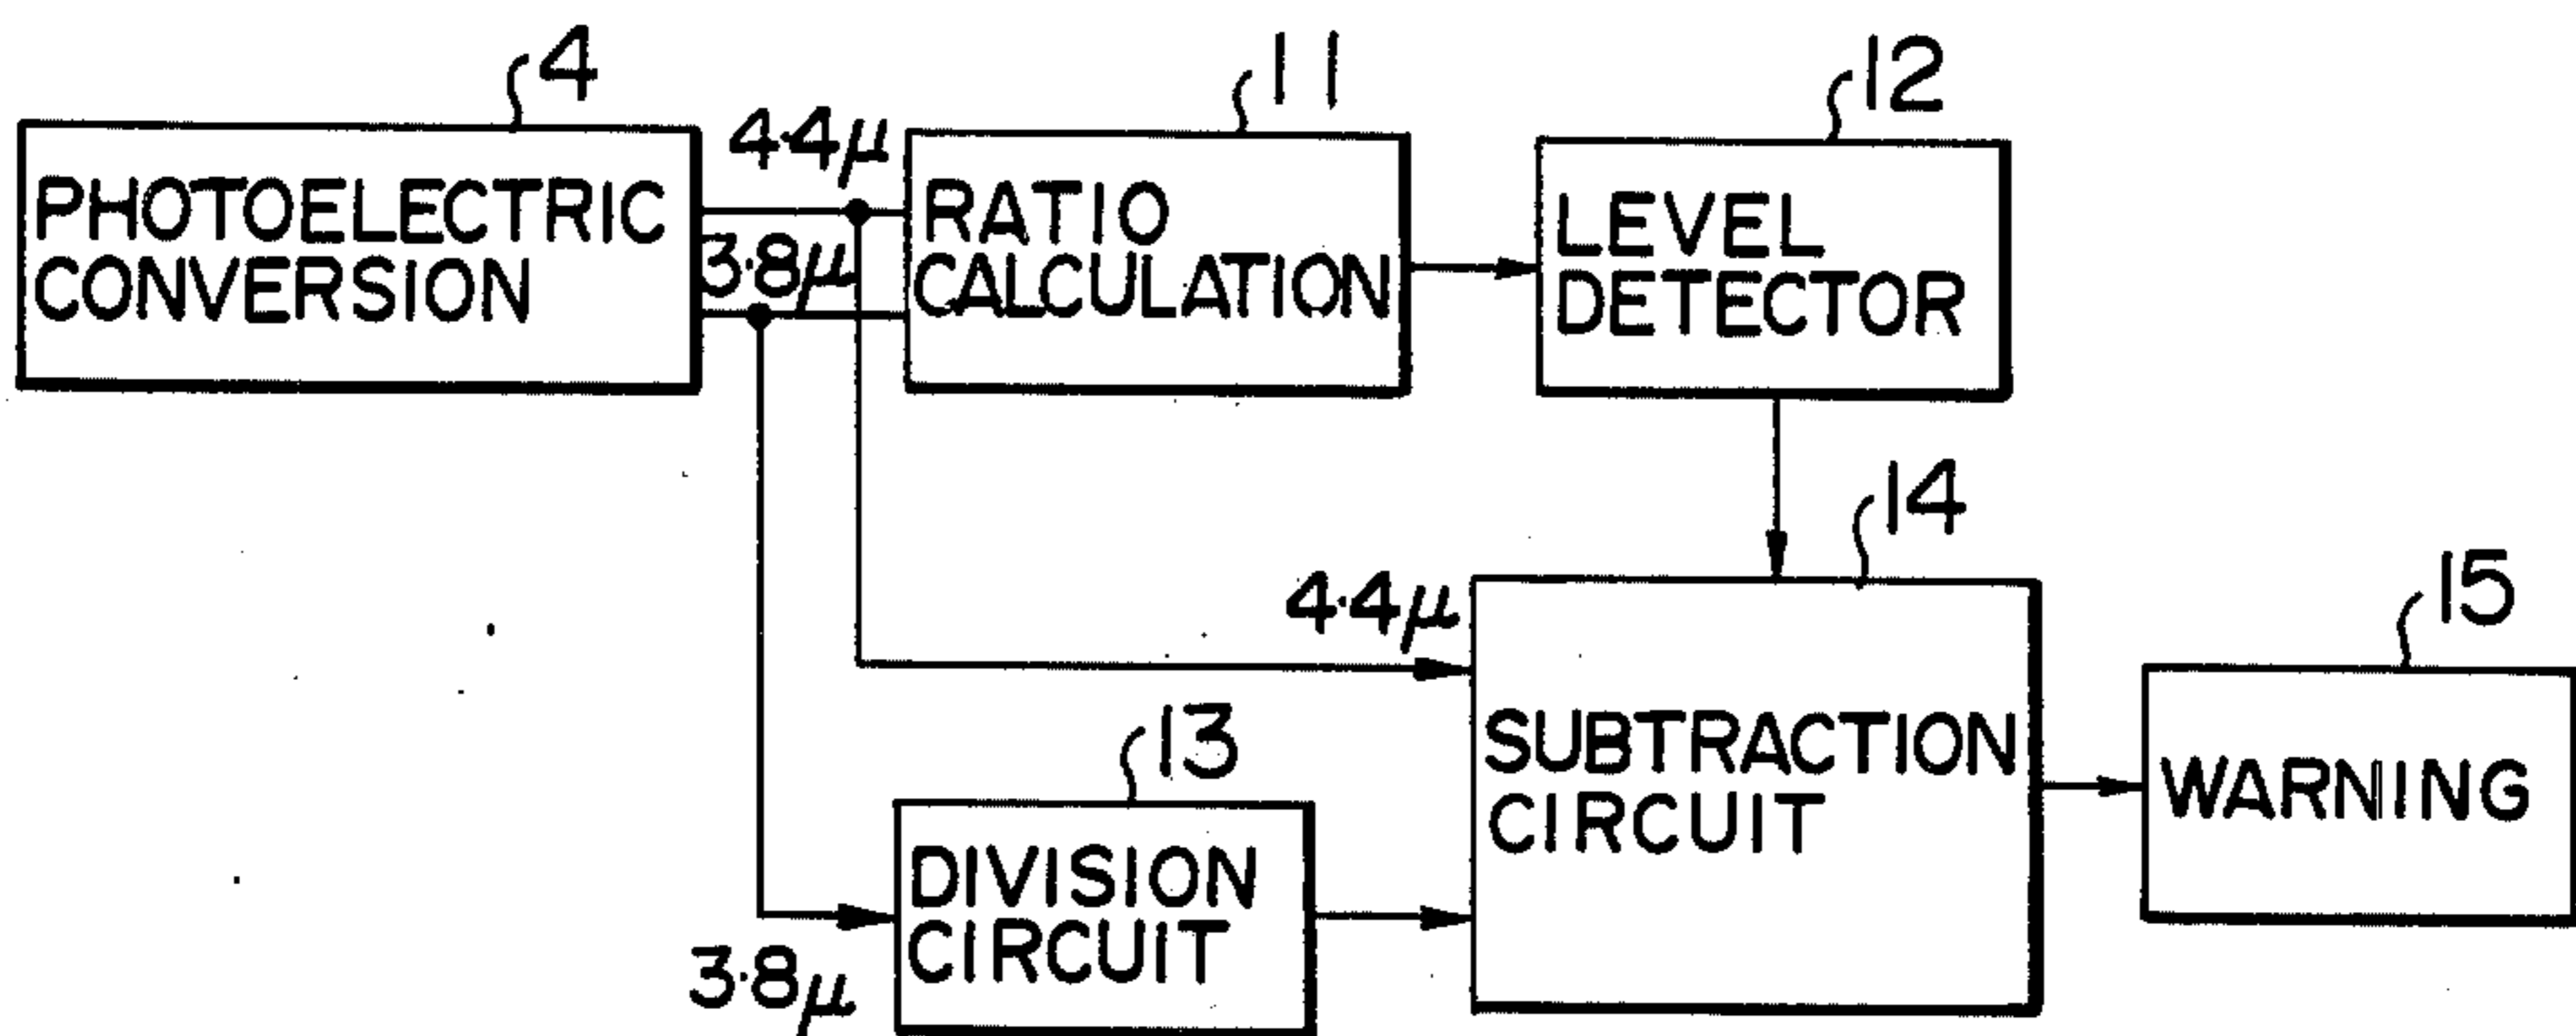 4
11
12
PHOTOELECTRIC
CONVERSION
4.4μ
3.8μ
RATIO
CALCULATION
LEVEL
DETECTOR
14
4.4μ
15
13
SUBTRACTION
CIRCUIT
WARNING
DIVISION
CIRCUIT
3.8μ